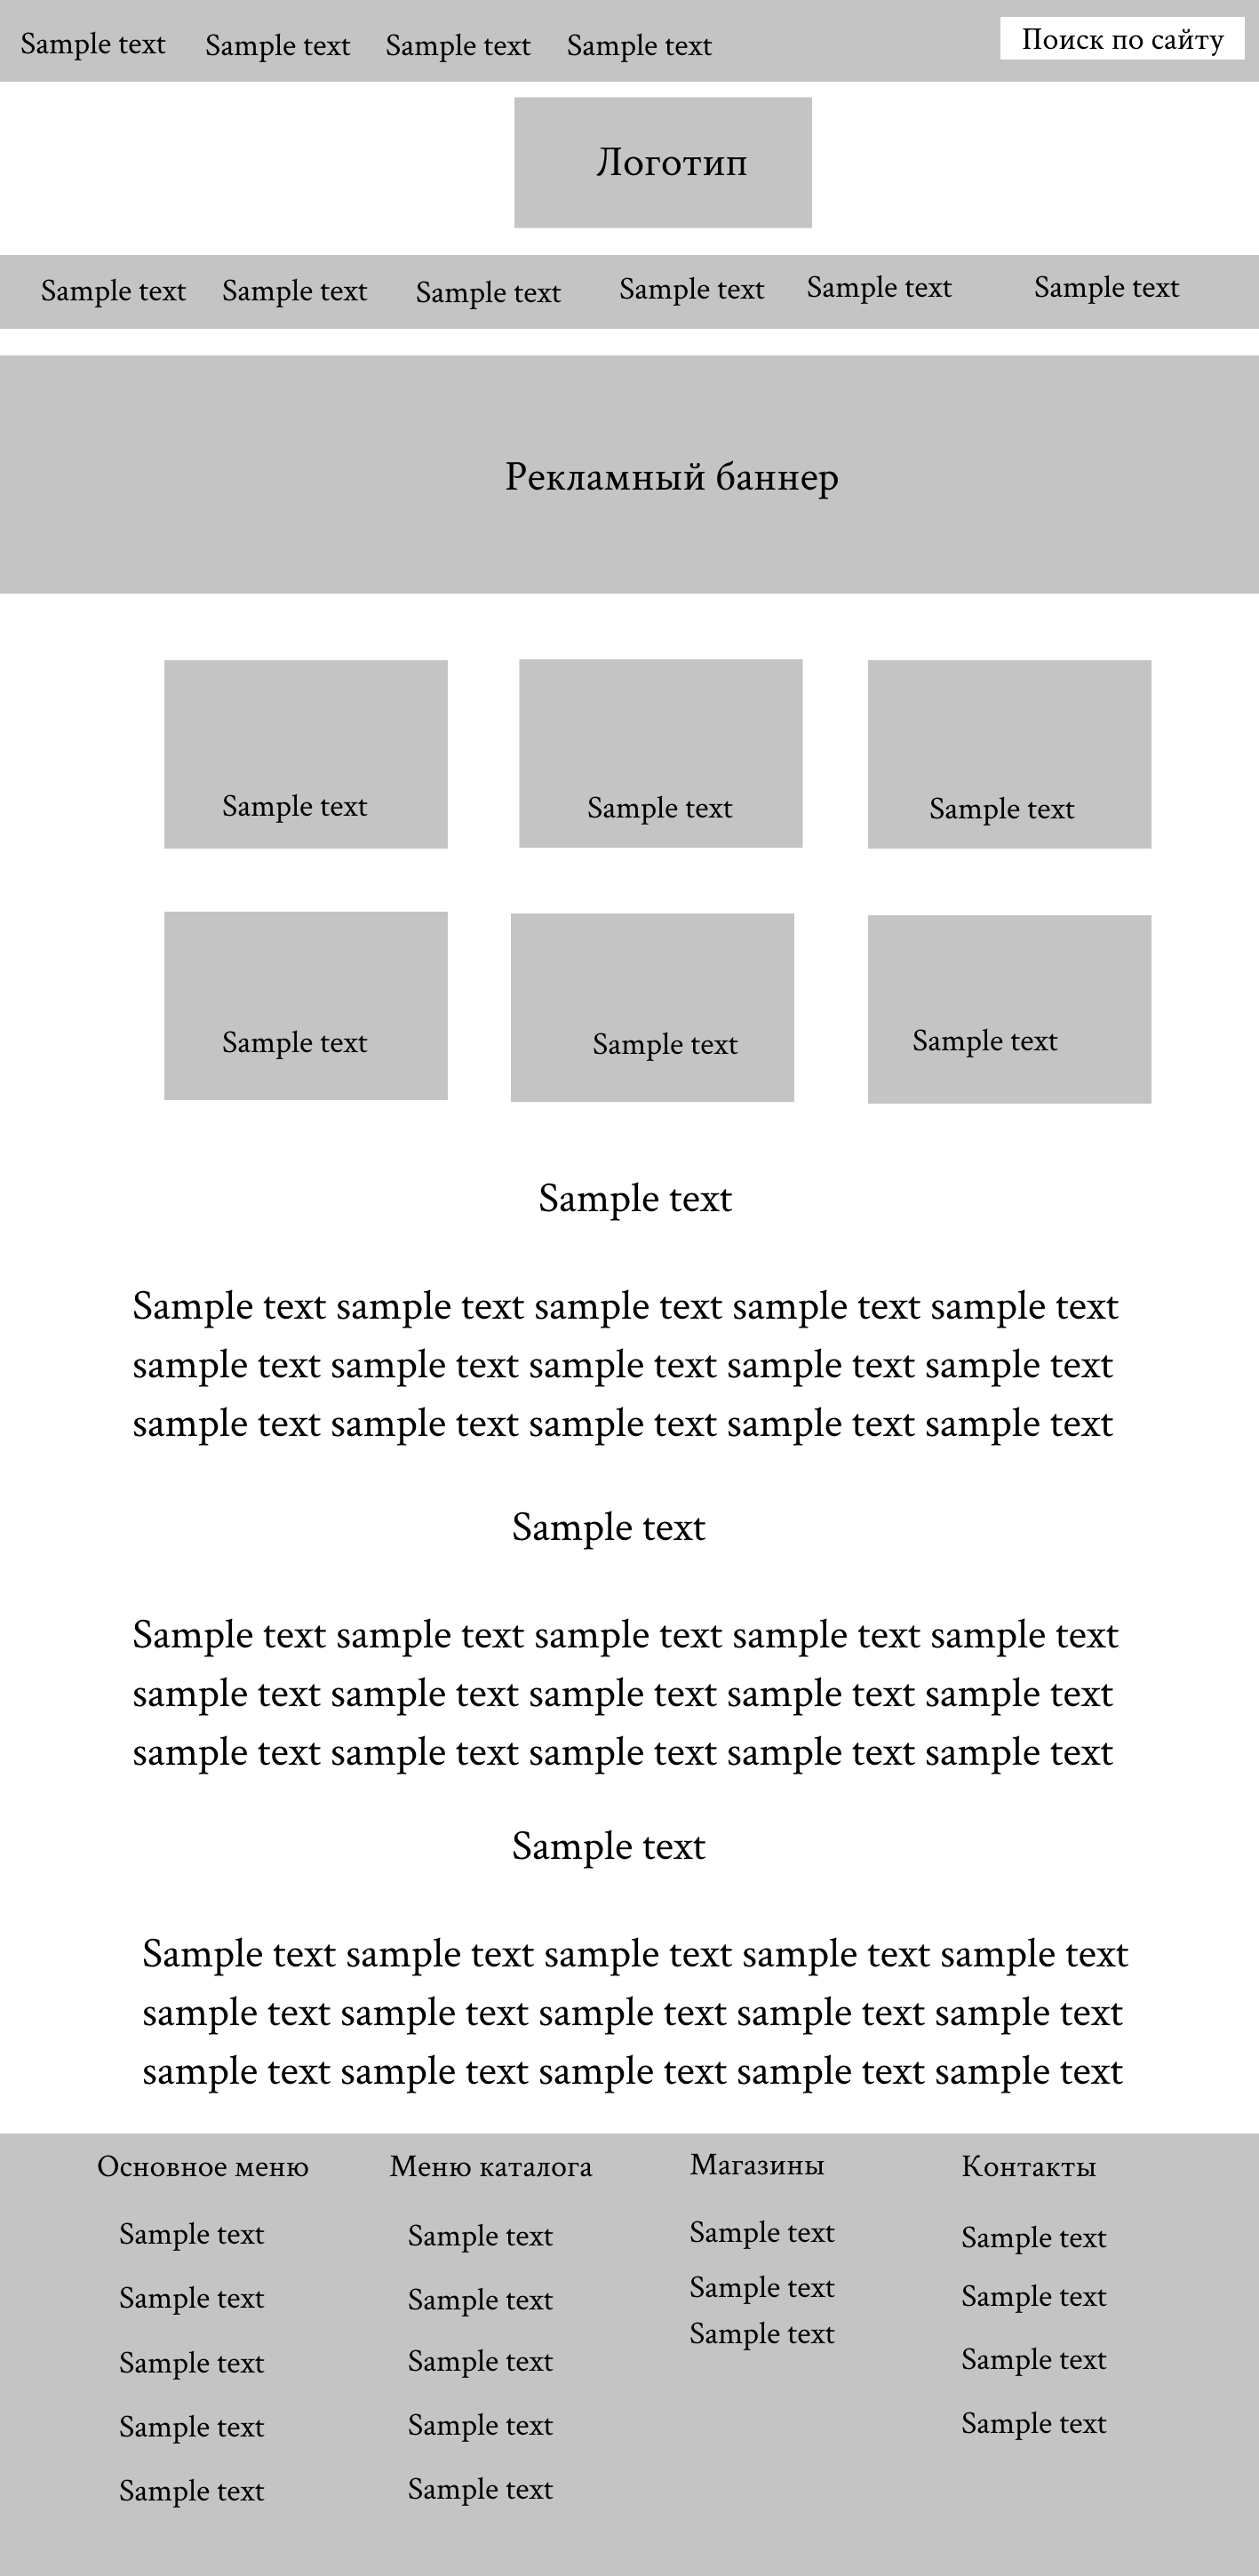 Sample text Sample text Sample text Sample text Поиск по сайту
Логотип
Sample text Sample text Sample text Sample text Sample text Sample text
Рекламный баннер
Sample text Sample text Sample text
Sample text Sample text Sample text
Sample text
Sample text sample text sample text sample text sample text
sample text sample text sample text sample text sample text
sample text sample text sample text sample text sample text
Sample text
Sample text sample text sample text sample text sample text
sample text sample text sample text sample text sample text
sample text sample text sample text sample text sample text
Sample text
Sample text sample text sample text sample text sample text
sample text sample text sample text sample text sample text
sample text sample text sample text sample text sample text
Основное меню
Sample text
Sample text
Sample text
Sample text
Sample text
Меню каталога
Sample text
Sample text
Sample text
Sample text
Sample text
Магазины
Sample text
Sample text
Sample text
Контакты
Sample text
Sample text
Sample text
Sample text